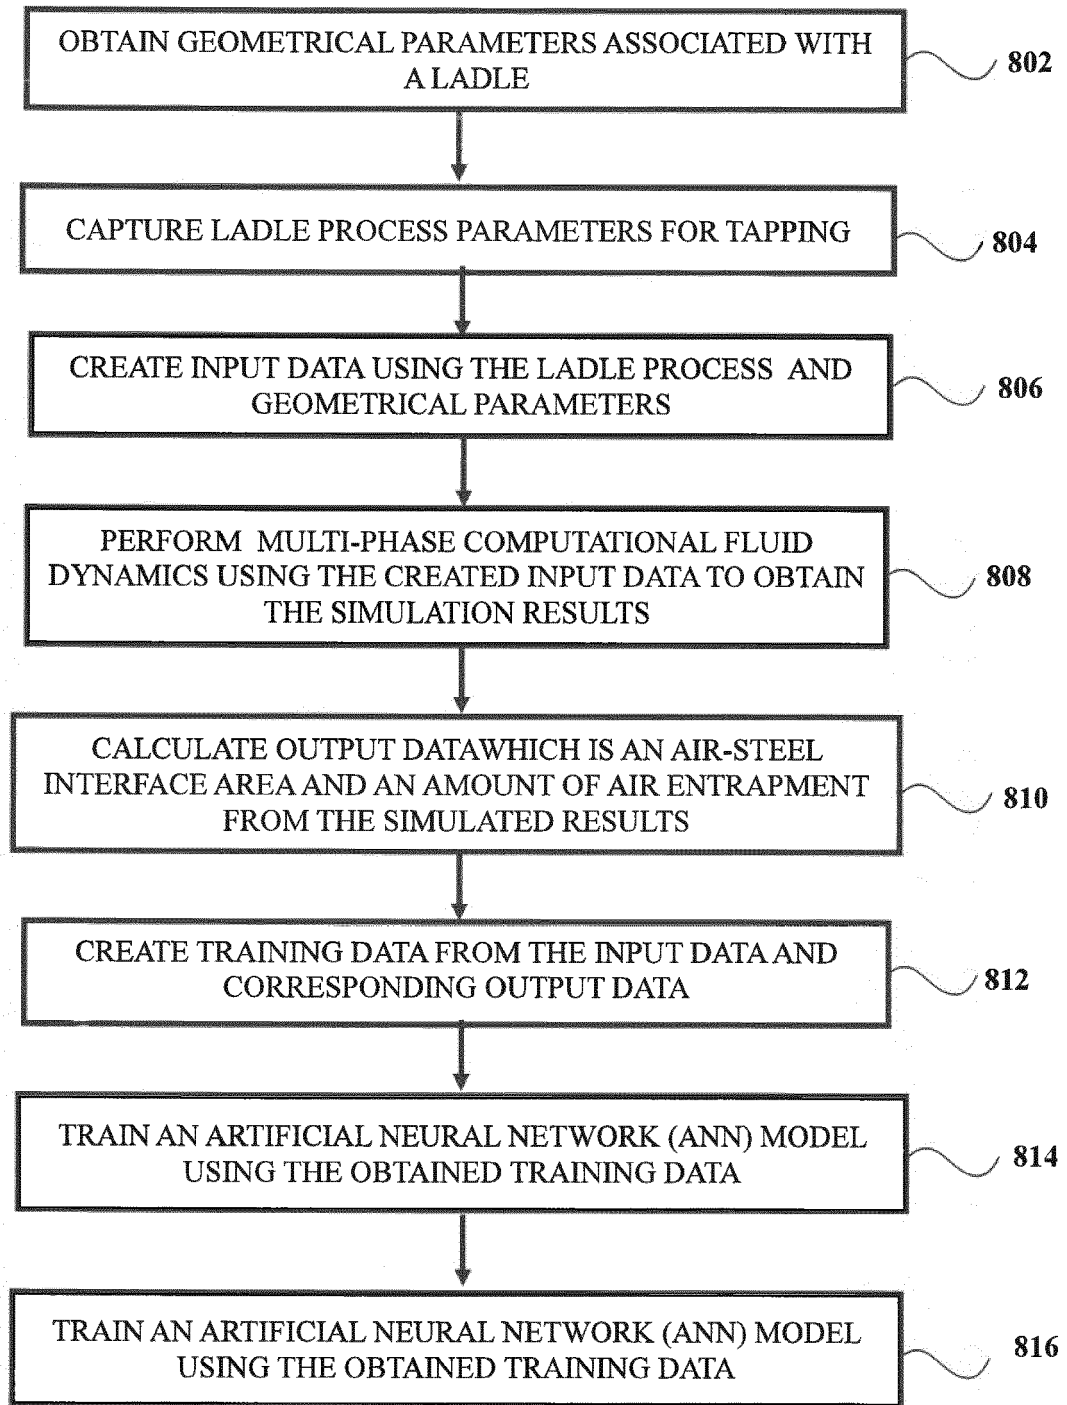 OBTAIN GEOMETRICAL PARAMETERS ASSOCIATED WITH
A LADLE
802
CAPTURE LADLE PROCESS PARAMETERS FOR TAPPING
804
CREATE INPUT DATA USING THE LADLE PROCESS AND
GEOMETRICAL PARAMETERS
806
PERFORM MULTI-PHASE COMPUTATIONAL FLUID
DYNAMICS USING THE CREATED INPUT DATA TO OBTAIN
THE SIMULATION RESULTS
808
CALCULATE OUTPUT DATAWHICH IS AN AIR-STEEL
INTERFACE AREA AND AN AMOUNT OF AIR ENTRAPMENT
FROM THE SIMULATED RESULTS
810
CREATE TRAINING DATA FROM THE INPUT DATA AND
CORRESPONDING OUTPUT DATA
812
TRAIN AN ARTIFICIAL NEURAL NETWORK (ANN) MODEL
USING THE OBTAINED TRAINING DATA
814
TRAIN AN ARTIFICIAL NEURAL NETWORK (ANN) MODEL
USING THE OBTAINED TRAINING DATA
816